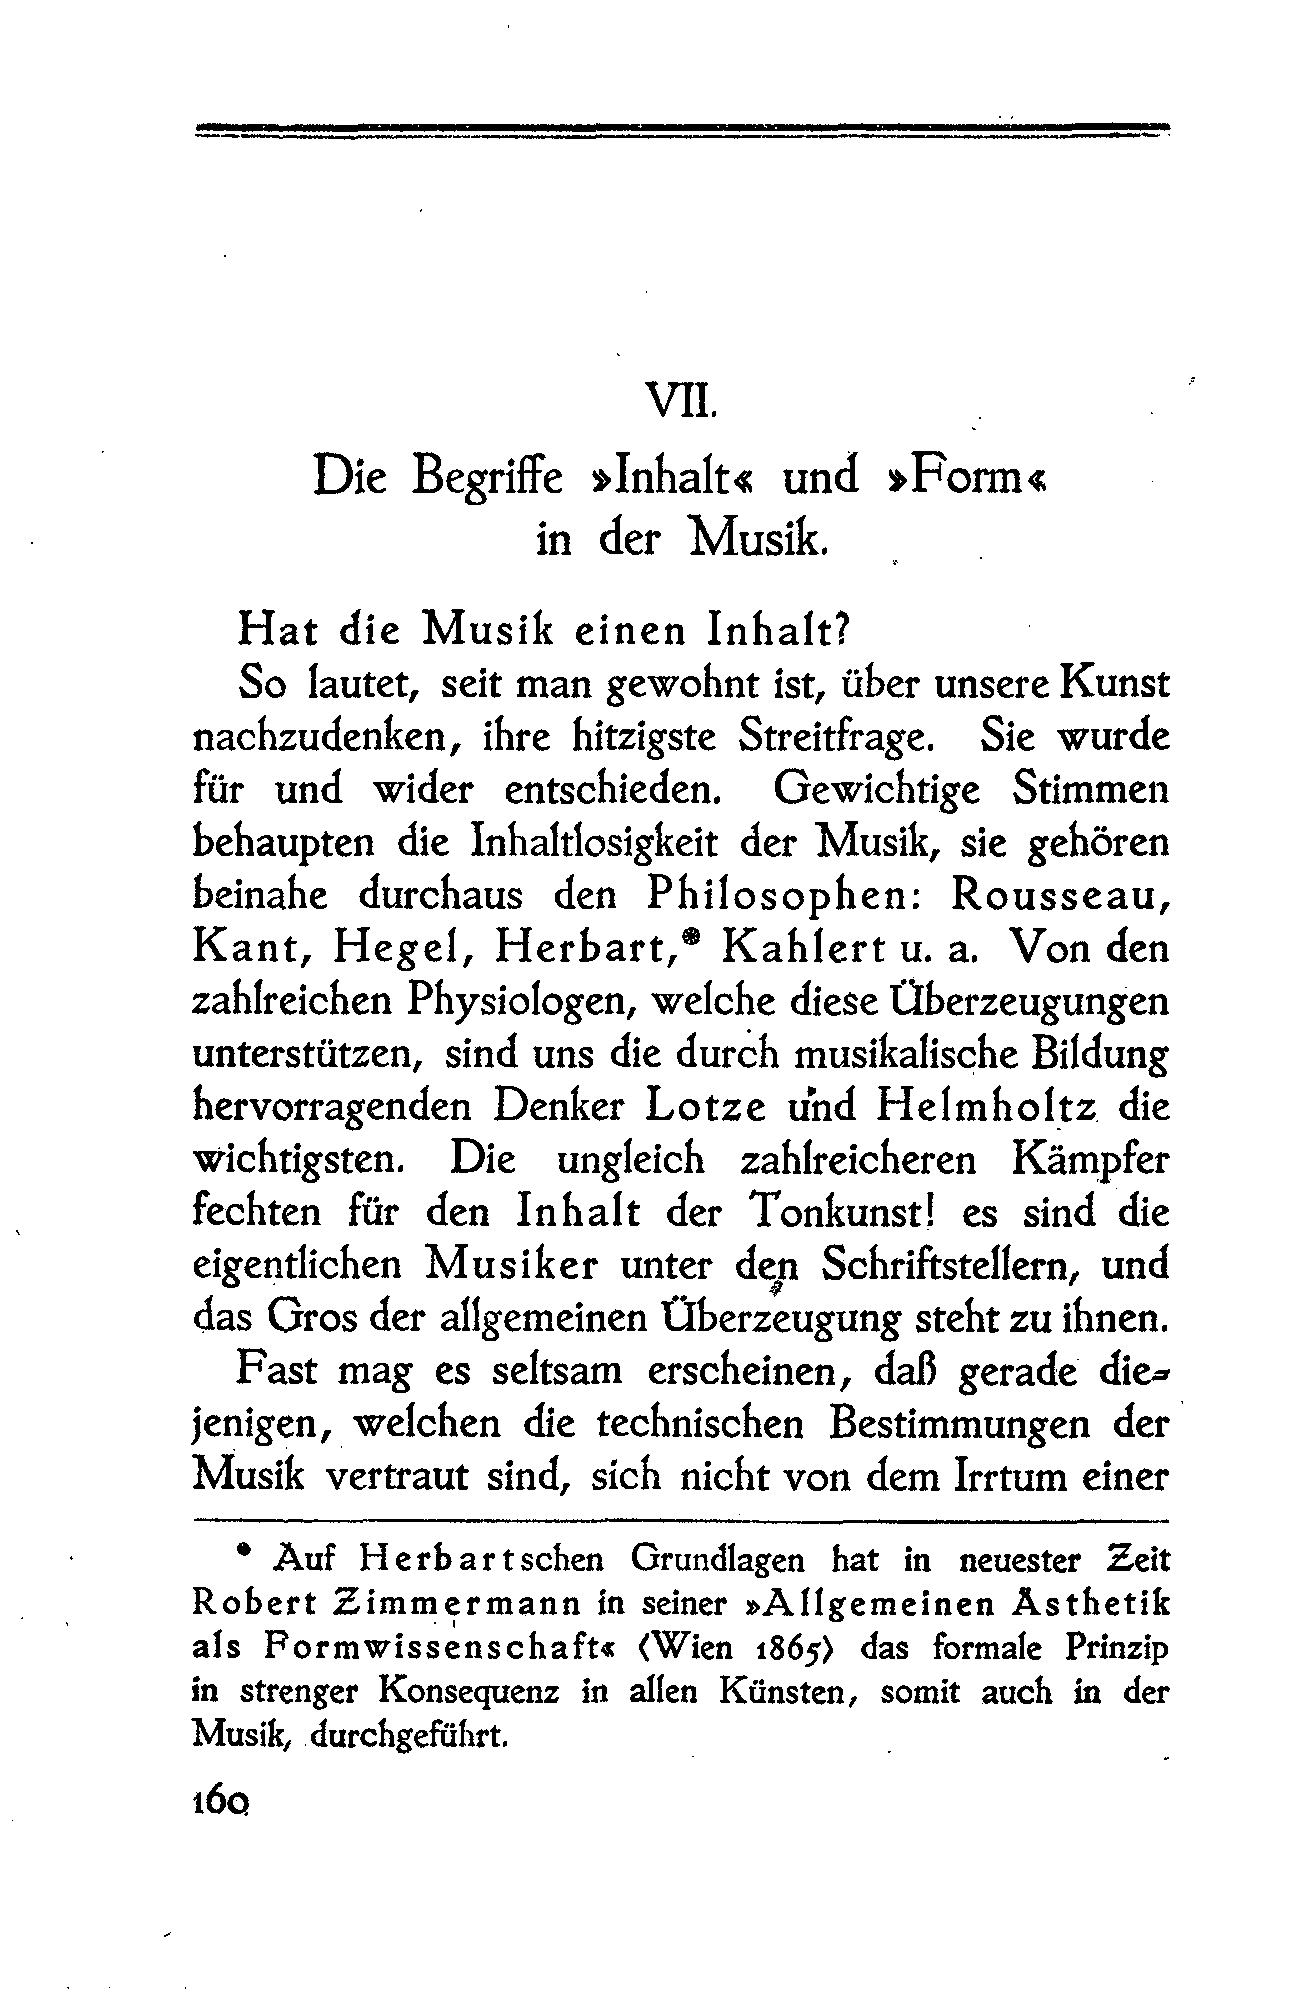 VII.
Die Begriffe »Inhalt« und »Form«
in der Musik.
Hat die Musik einen Inhalt?
So lautet, seit man gewohnt ist, über unsere Kunst
nachzudenken, ihre hitzigste Streitfrage. Sie wurde
für und wider entschieden. Gewichtige Stimmen
behaupten die Inhaltlosigkeit der Musik, sie gehören
beinahe durchaus den Philosophen: Rousseau,
Kant, Hegel, Herbart,* Kahlert u. a. Von den
zahlreichen Physiologen, welche diese Überzeugungen
unterstützen, sind uns die durch musikalische Bildung
hervorragenden Denker Lotze und Helmholtz die
wichtigsten. Die ungleich zahlreicheren Kämpfer
fechten für den Inhalt der Tonkunst! es sind die
eigentlichen Musiker unter den Schriftstellern, und
das Gros der allgemeinen Überzeugung steht zu ihnen.
Fast mag es seltsam erscheinen, daß gerade die-
jenigen, welchen die technischen Bestimmungen der
Musik vertraut sind, sich nicht von dem Irrtum einer
* Auf Herbartschen Grundlagen hat in neuester Zeit
Robert Zimmermann in seiner »Allgemeinen Ästhetik
als Formwissenschaft« (Wien 1865) das formale Prinzip
in strenger Konsequenz in allen Künsten, somit auch in der
Musik, durchgeführt.
160